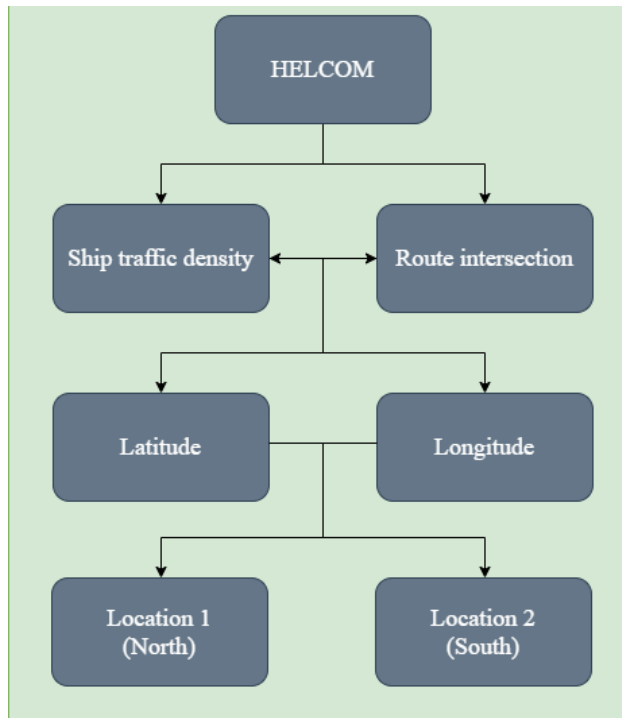 HELCOM
Ship traffic density
Route intersection
Latitude
Longitude
Location 1
(North)
Location 2
(South)